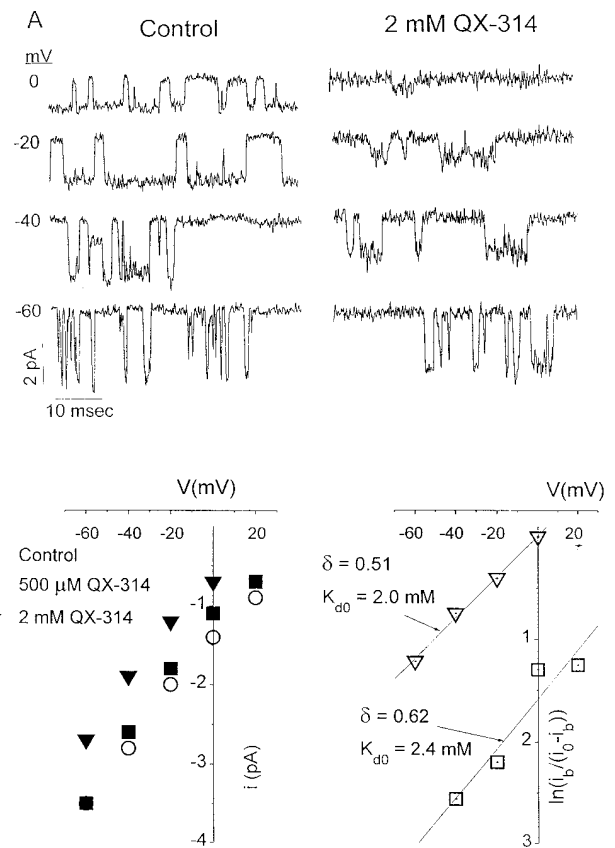 A
Control
2 mM QX-314
mV
0
-20
-40
-60
2 pA
10 msec
V(mV)
-60 -40 -20 0 20
Control
500 μM QX-314
2 mM QX-314
-1
-2
-3
-4
i (pA)
V(mV)
-60 -40 -20 0 20
δ = 0.51
K_d0 = 2.0 mM
δ = 0.62
K_d0 = 2.4 mM
1
2
3
ln(i_b/(i_0-i_b))